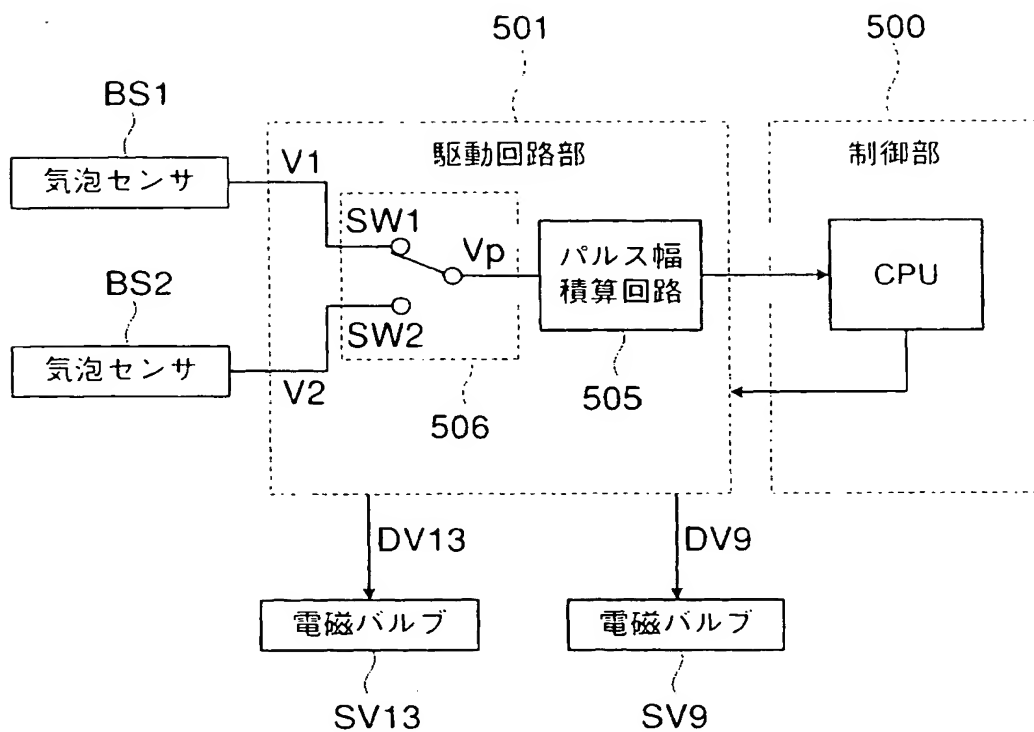 501
500
BS1
駆動回路部
制御部
気泡センサ
V1
SW1
Vp
パルス幅
積算回路
CPU
BS2
SW2
気泡センサ
V2
506
505
DV13
DV9
電磁バルブ
電磁バルブ
SV13
SV9